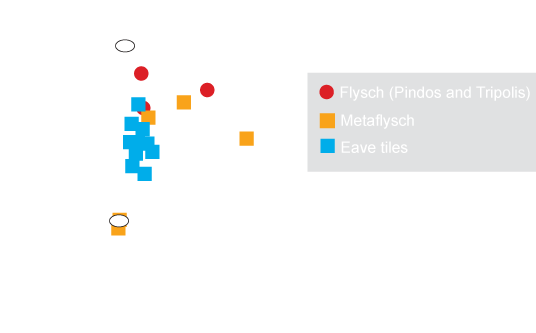 Flysch (Pindos and Tripolis)
Metaflysch
Eave tiles